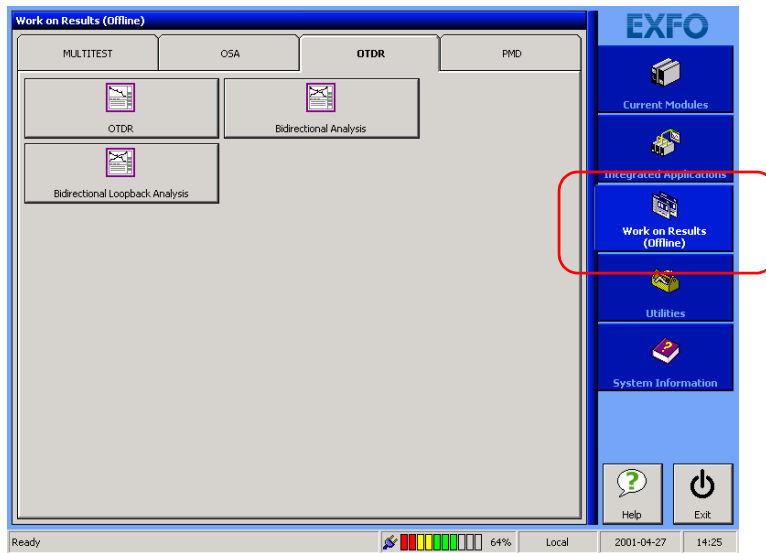 Work on Results (Offline)
EXFO
MULTITEST
OSA
OTDR
PMD
OTDR
Bidirectional Analysis
Bidirectional Loopback Analysis
Current Modules
Integrated Applications
Work on Results
(Offline)
Utilities
System Information
Help
Exit
Ready
64%
Local
2001-04-27
14:25